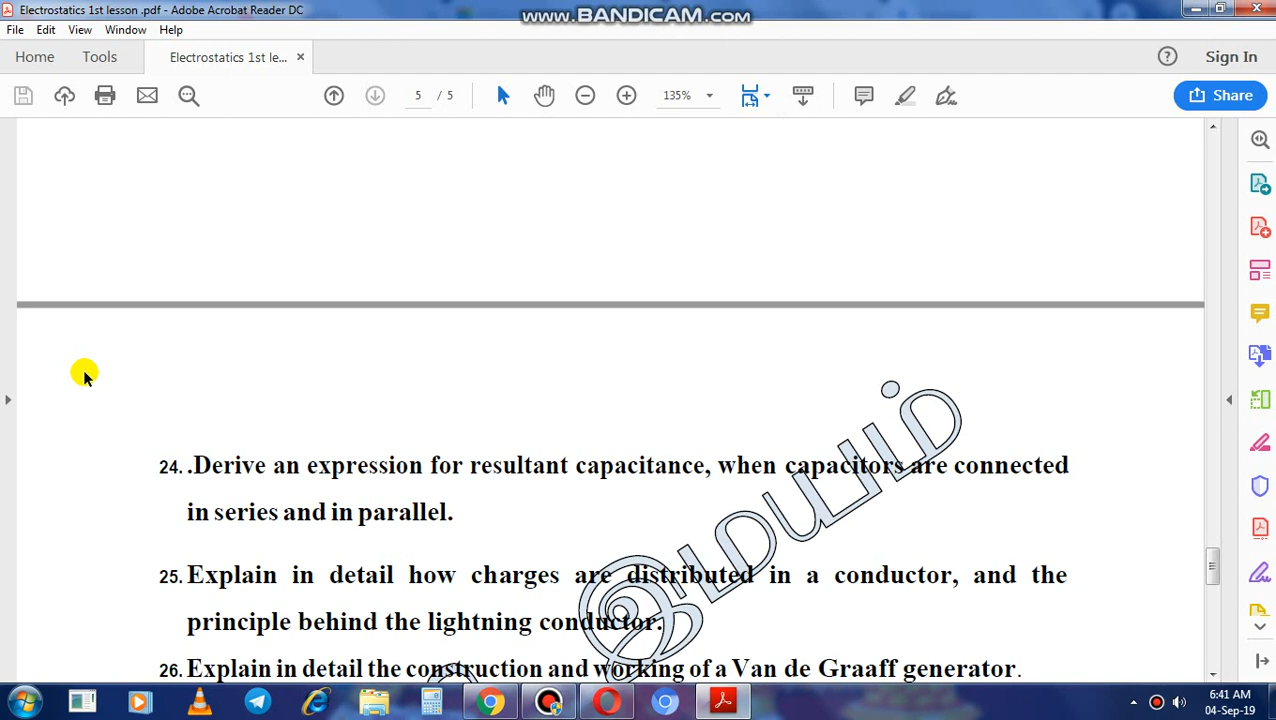 Electrostatics 1st lesson .pdf - Adobe Acrobat Reader DC
www.BANDICAM.com
File Edit View Window Help
Home Tools Electrostatics 1st le... × Sign In
5 / 5 135% Share
24. .Derive an expression for resultant capacitance, when capacitors are connected
in series and in parallel.
25. Explain in detail how charges are distributed in a conductor, and the
principle behind the lightning conductor.
26. Explain in detail the construction and working of a Van de Graaff generator.
6:41 AM
04-Sep-19